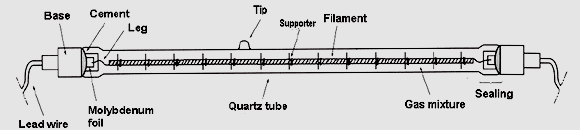 Tip
Base
Cement
Supporter
Filament
Leg
Lead wire
Molybdenum
foil
Quartz tube
Gas mixture
Sealing